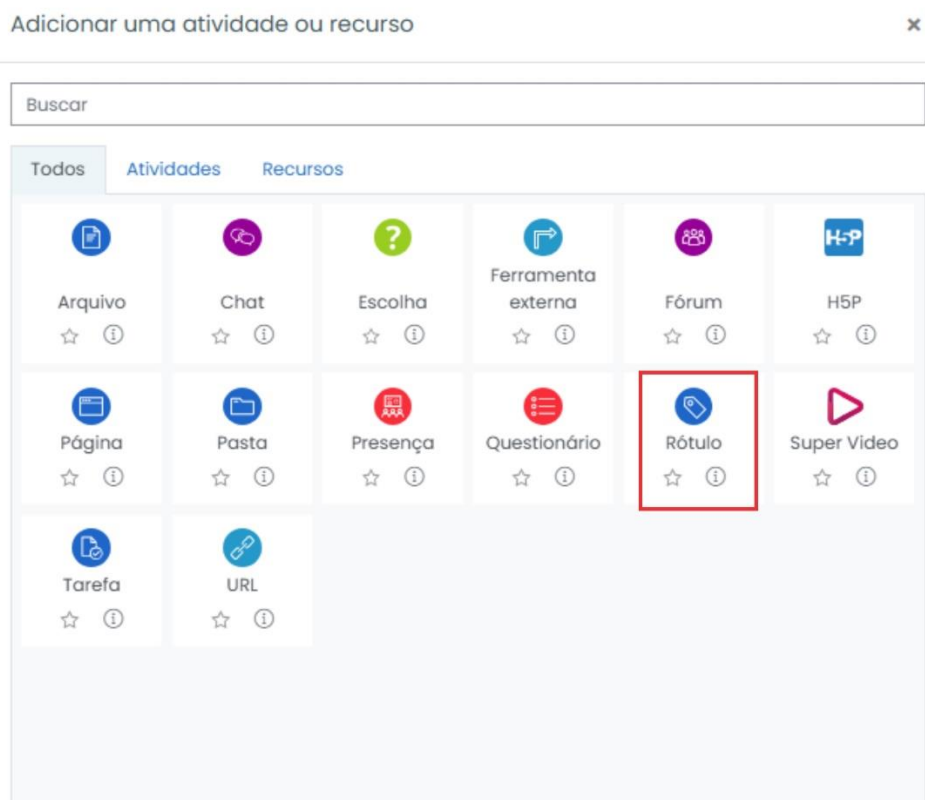 Adicionar uma atividade ou recurso ×
Buscar
Todos Atividades Recursos
Ferramenta
Arquivo Chat Escolha externa Fórum H5P
Página Pasta Presença Questionário Rótulo Super Video
Tarefa URL